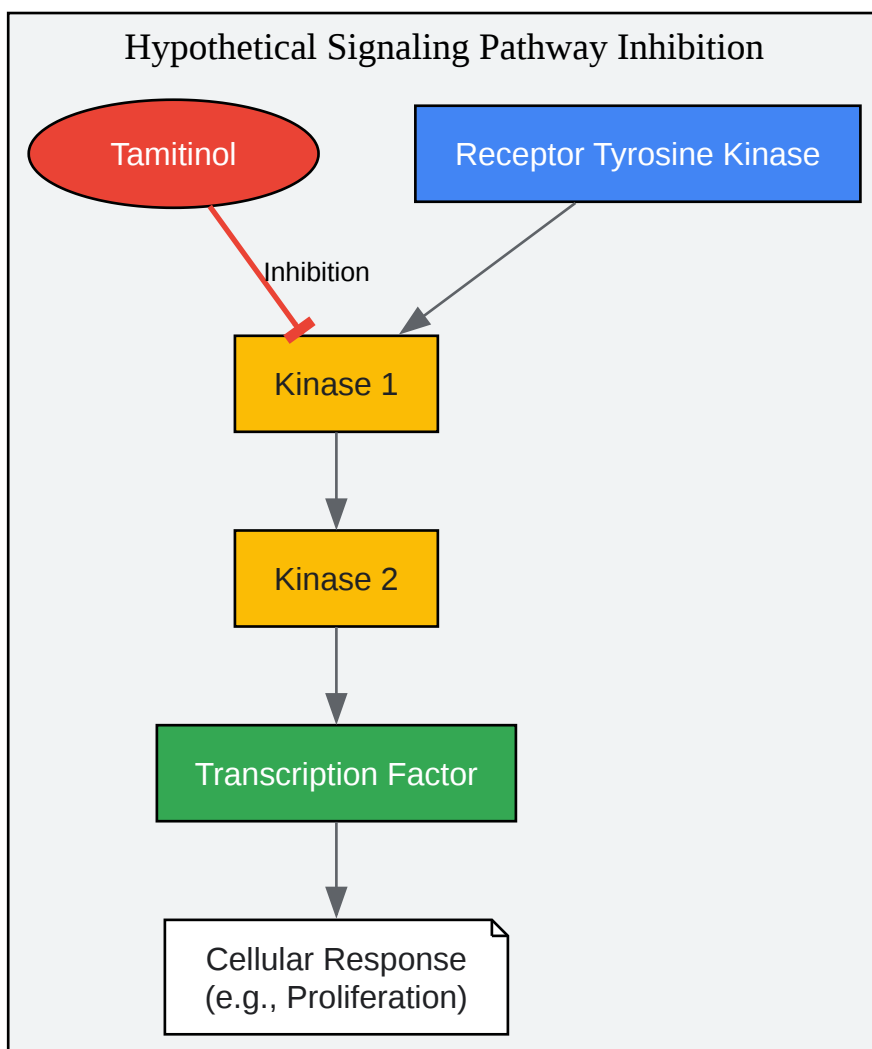 Hypothetical Signaling Pathway Inhibition
Tamitinol
Receptor Tyrosine Kinase
Inhibition
Kinase 1
Kinase 2
Transcription Factor
Cellular Response
(e.g., Proliferation)